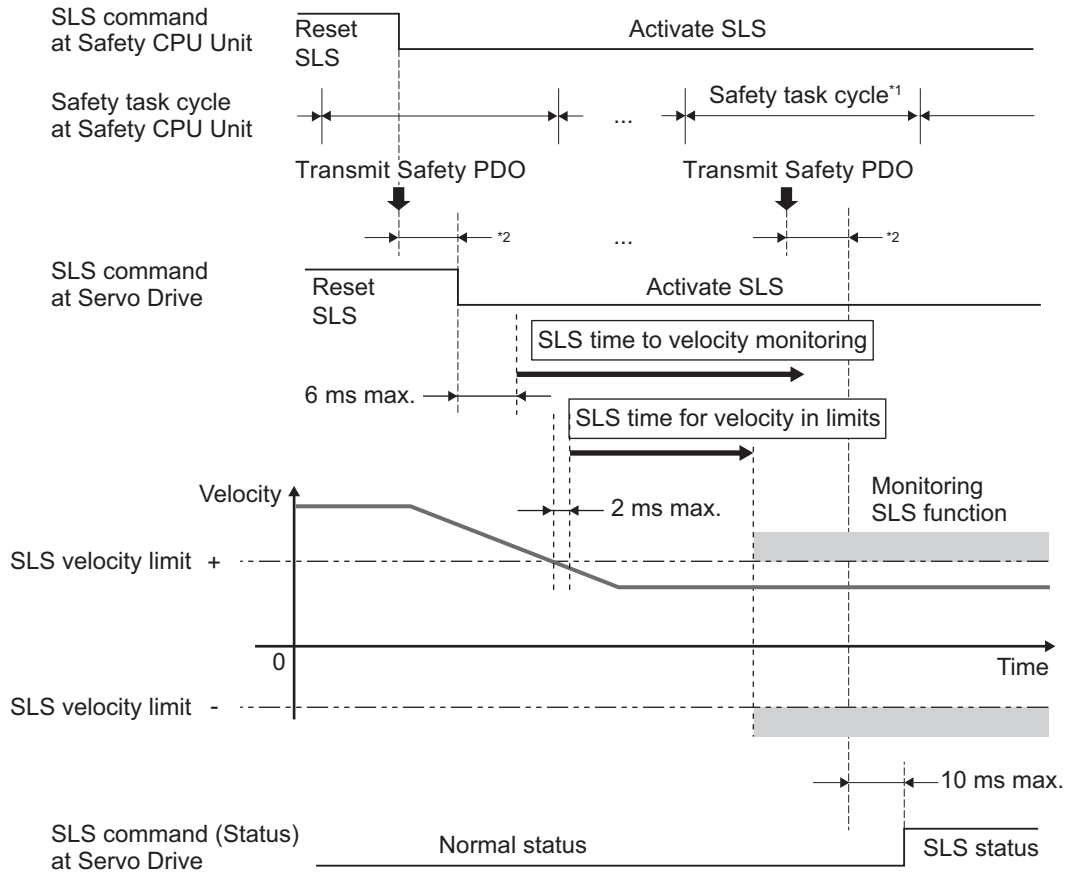 SLS command
at Safety CPU Unit
Reset
SLS
Activate SLS
Safety task cycle
at Safety CPU Unit
...
Safety task cycle*1
Transmit Safety PDO
Transmit Safety PDO
*2
...
*2
SLS command
at Servo Drive
Reset
SLS
Activate SLS
SLS time to velocity monitoring
6 ms max.
SLS time for velocity in limits
Velocity
2 ms max.
Monitoring
SLS function
SLS velocity limit +
0
Time
SLS velocity limit -
10 ms max.
SLS command (Status)
at Servo Drive
Normal status
SLS status